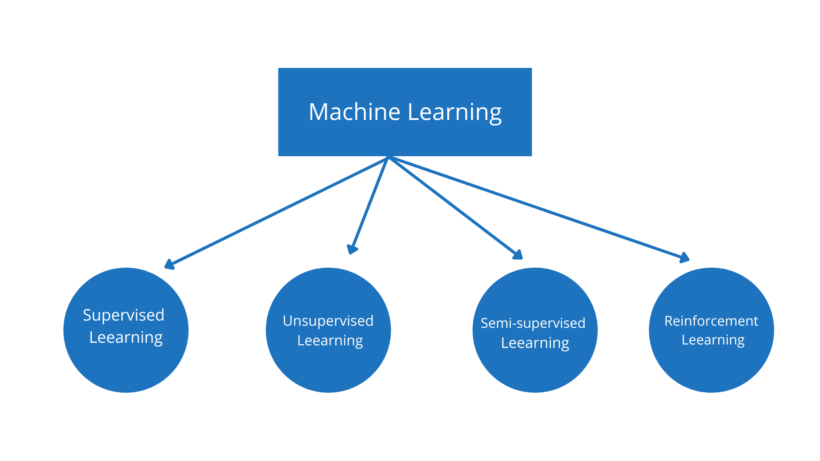 Machine Learning
Supervised
Leearning
Unsupervised
Leearning
Semi-supervised
Leearning
Reinforcement
Leearning